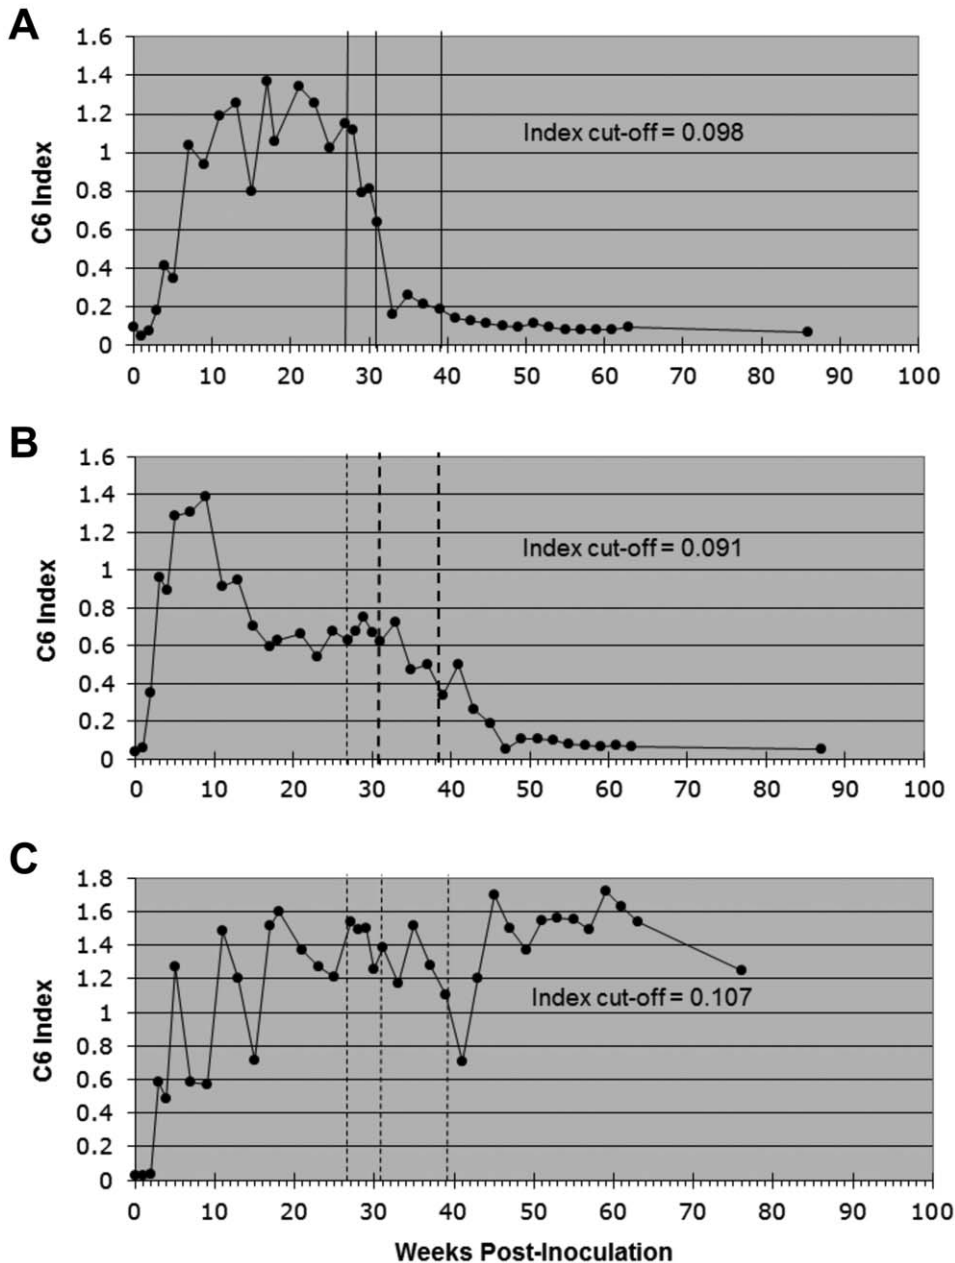 A
1.6
1.4
1.2
1
0.8
0.6
0.4
0.2
0
C6 Index
Index cut-off = 0.098
0 10 20 30 40 50 60 70 80 90 100
B
1.6
1.4
1.2
1
0.8
0.6
0.4
0.2
0
C6 Index
Index cut-off = 0.091
0 10 20 30 40 50 60 70 80 90 100
C
1.8
1.6
1.4
1.2
1
0.8
0.6
0.4
0.2
0
C6 Index
Index cut-off = 0.107
0 10 20 30 40 50 60 70 80 90 100
Weeks Post-Inoculation